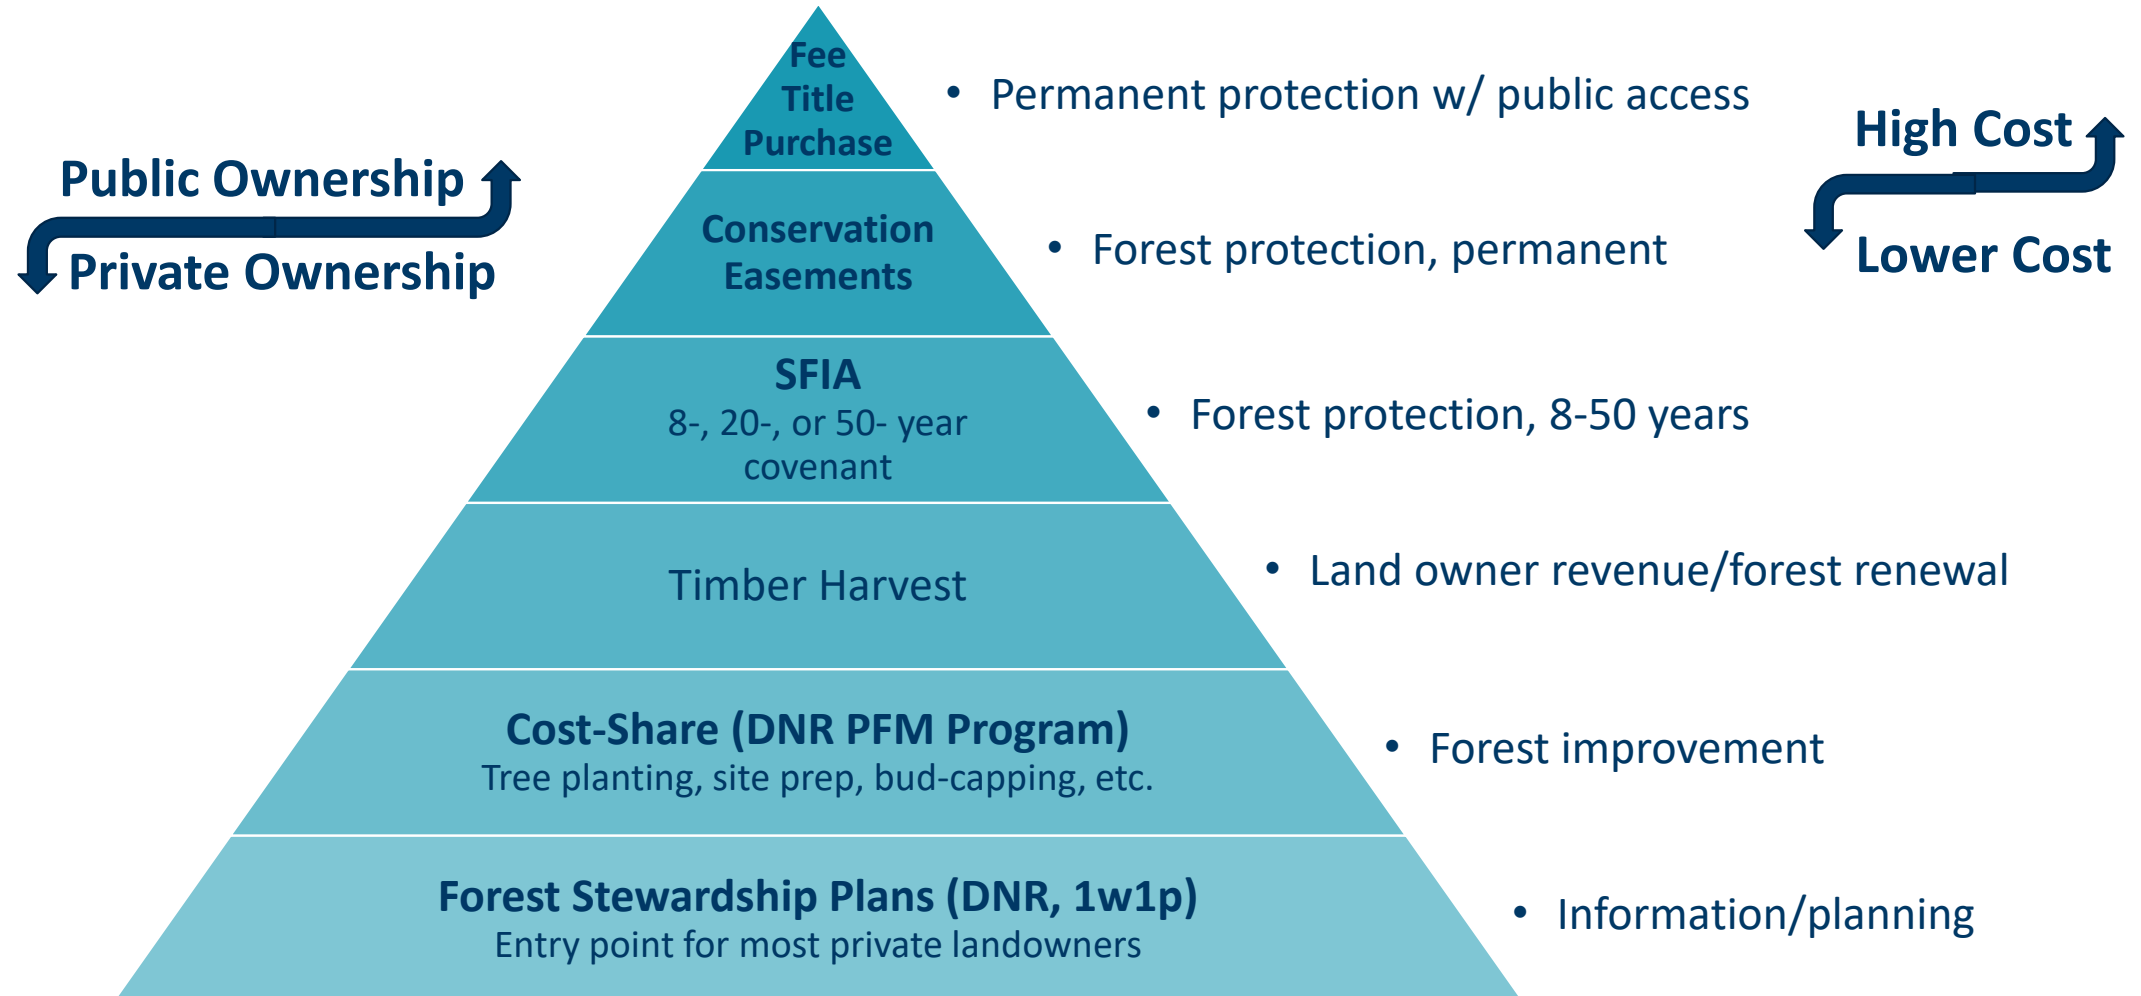 Fee
Title
Purchase
• Permanent protection w/ public access
High Cost
Lower Cost
Public Ownership
Private Ownership
Conservation
Easements
• Forest protection, permanent
SFIA
8-, 20-, or 50- year
covenant
• Forest protection, 8-50 years
Timber Harvest
• Land owner revenue/forest renewal
Cost-Share (DNR PFM Program)
Tree planting, site prep, bud-capping, etc.
• Forest improvement
Forest Stewardship Plans (DNR, 1w1p)
Entry point for most private landowners
• Information/planning